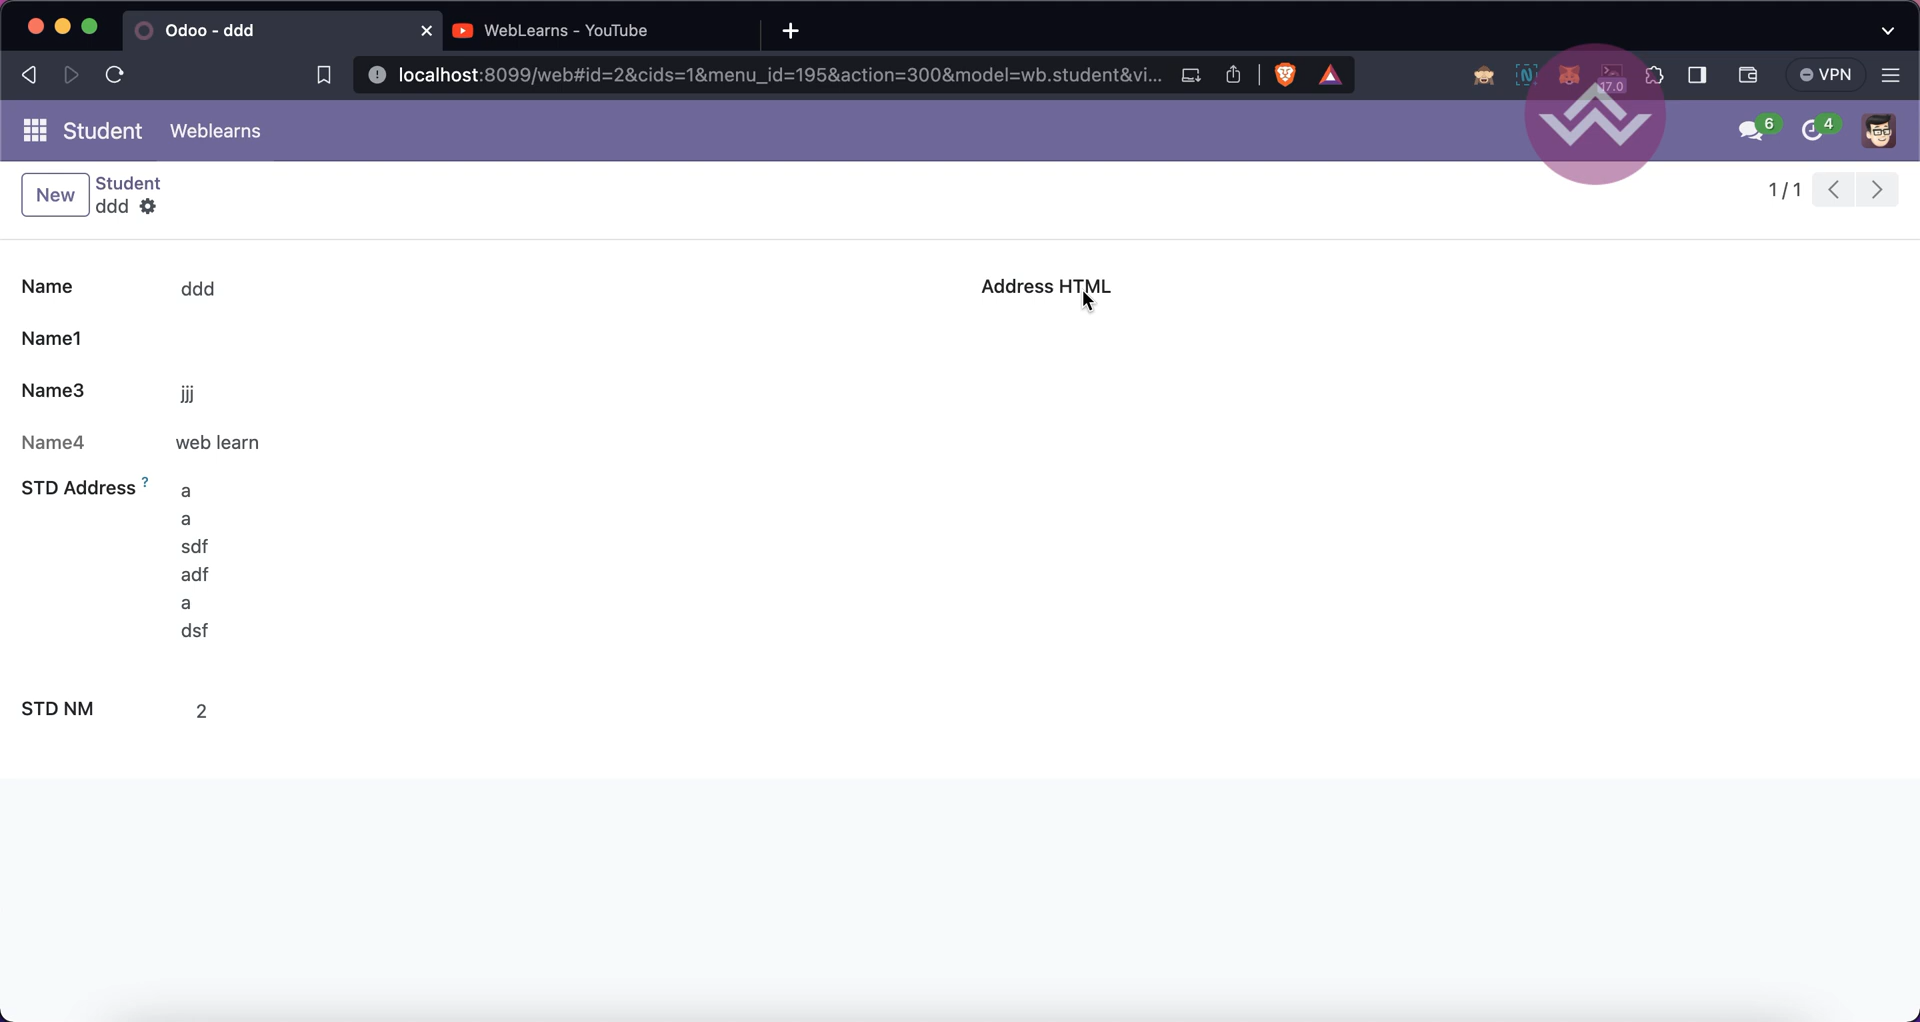 Odoo - ddd
WebLearns - YouTube
localhost:8099/web#id=2&cids=1&menu_id=195&action=300&model=wb.student&vi...
N
17.0
VPN
Student
Weblearns
6
4
New
Student
ddd
1 / 1
Name
ddd
Address HTML
Name1
Name3
jjj
Name4
web learn
STD Address ?
a
a
sdf
adf
a
dsf
STD NM
2